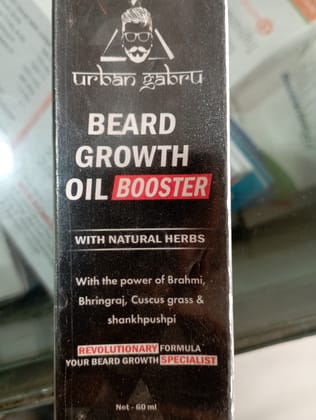 urban gabru
BEARD
GROWTH
OIL BOOSTER
WITH NATURAL HERBS
With the power of Brahmi,
Bhringraj, Cuscus grass &
shankhpushpi
REVOLUTIONARY FORMULA
YOUR BEARD GROWTH SPECIALIST
Net - 60 ml